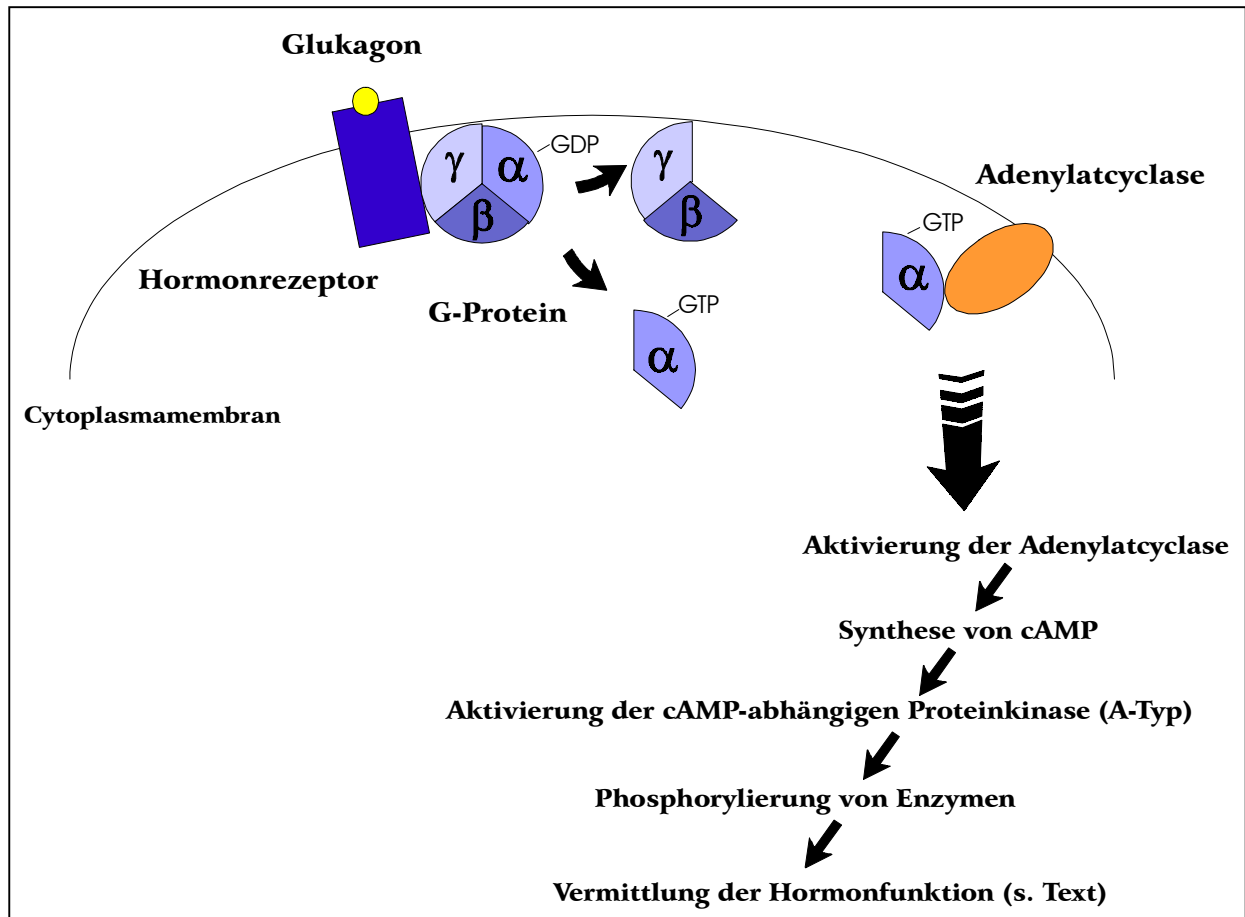 Glukagon
γ
α
β
GDP
γ
β
Adenylatcyclase
GTP
α
Hormonrezeptor
G-Protein
GTP
α
Cytoplasmamembran
Aktivierung der Adenylatcyclase
Synthese von cAMP
Aktivierung der cAMP-abhängigen Proteinkinase (A-Typ)
Phosphorylierung von Enzymen
Vermittlung der Hormonfunktion (s. Text)